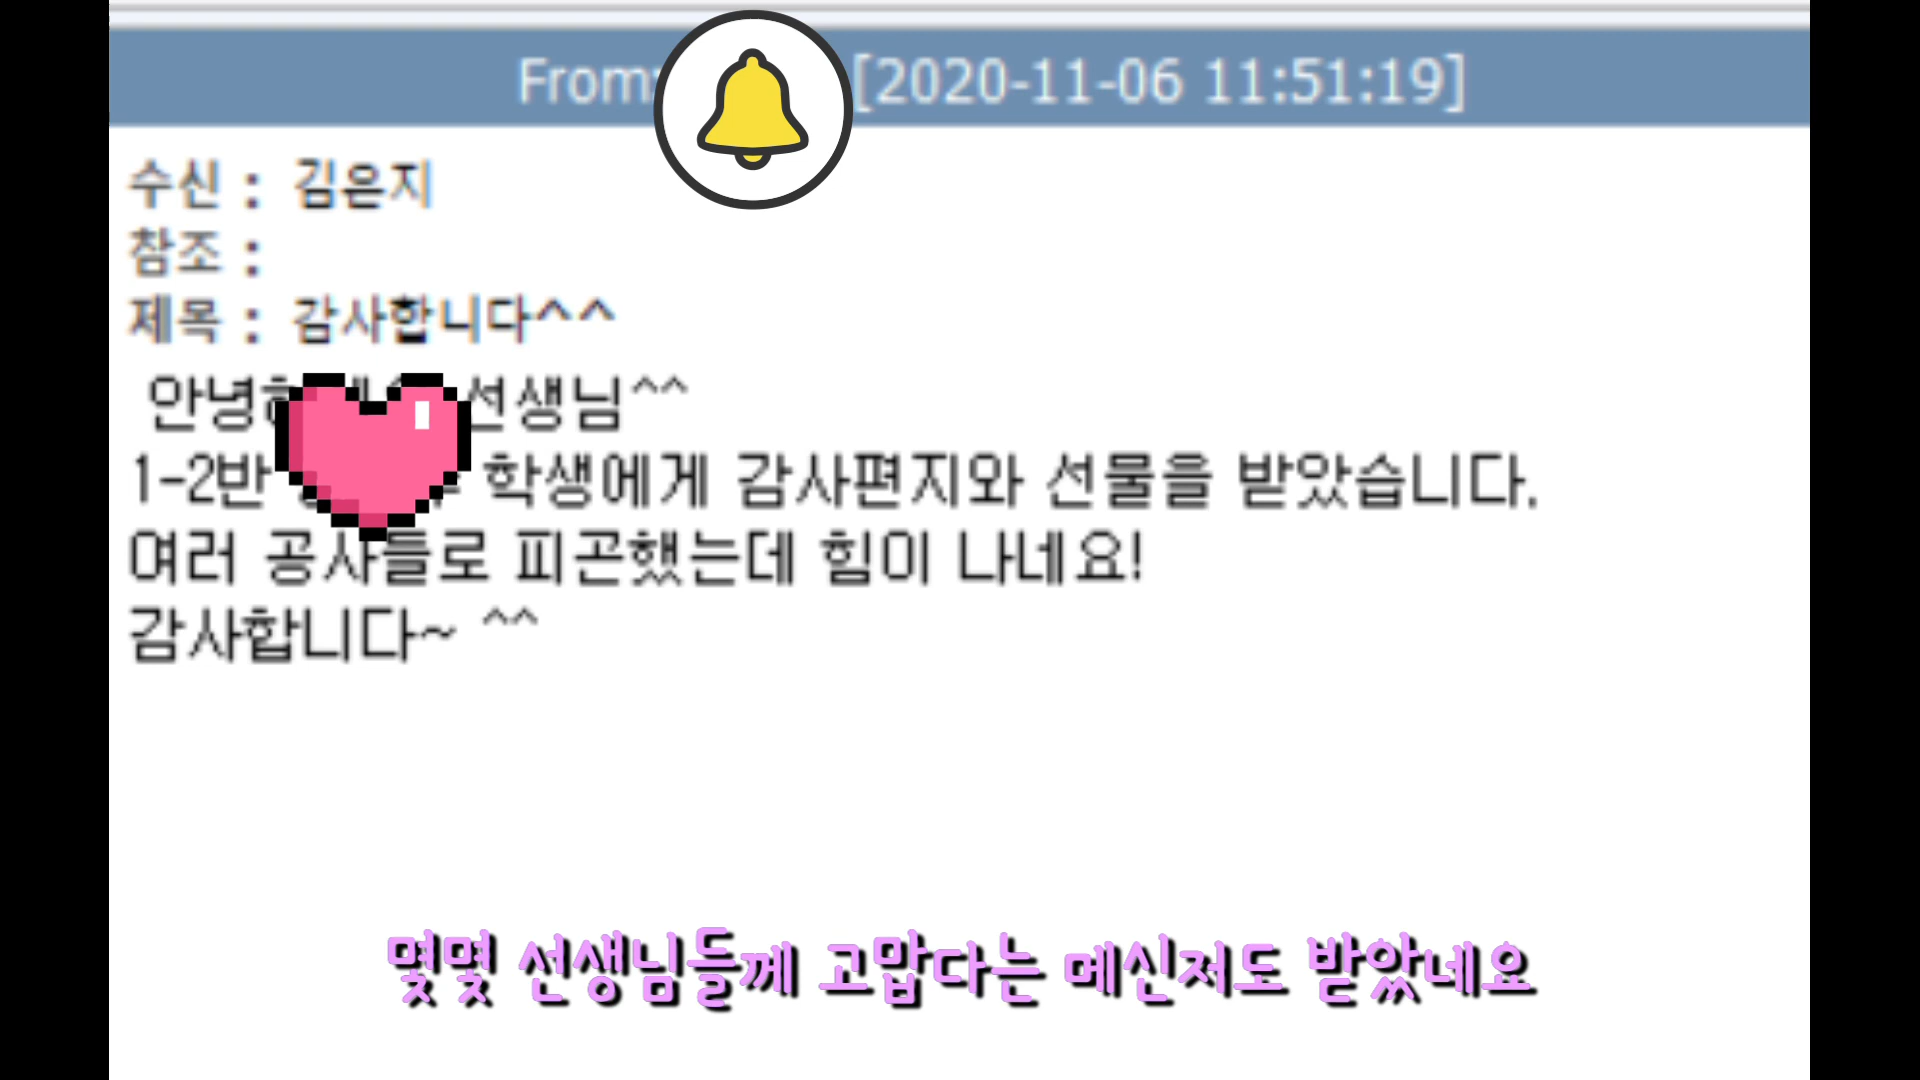 From: [2020-11-06 11:51:19]
수신 : 김은지
참조 :
제목 : 감사합니다^^
선생님^^
1-2반 학생에게 감사편지와 선물을 받았습니다.
여러 공사들로 피곤했는데 힘이 나네요!
감사합니다~ ^^
몇몇 선생님들께 고맙다는 메신저도 받았네요